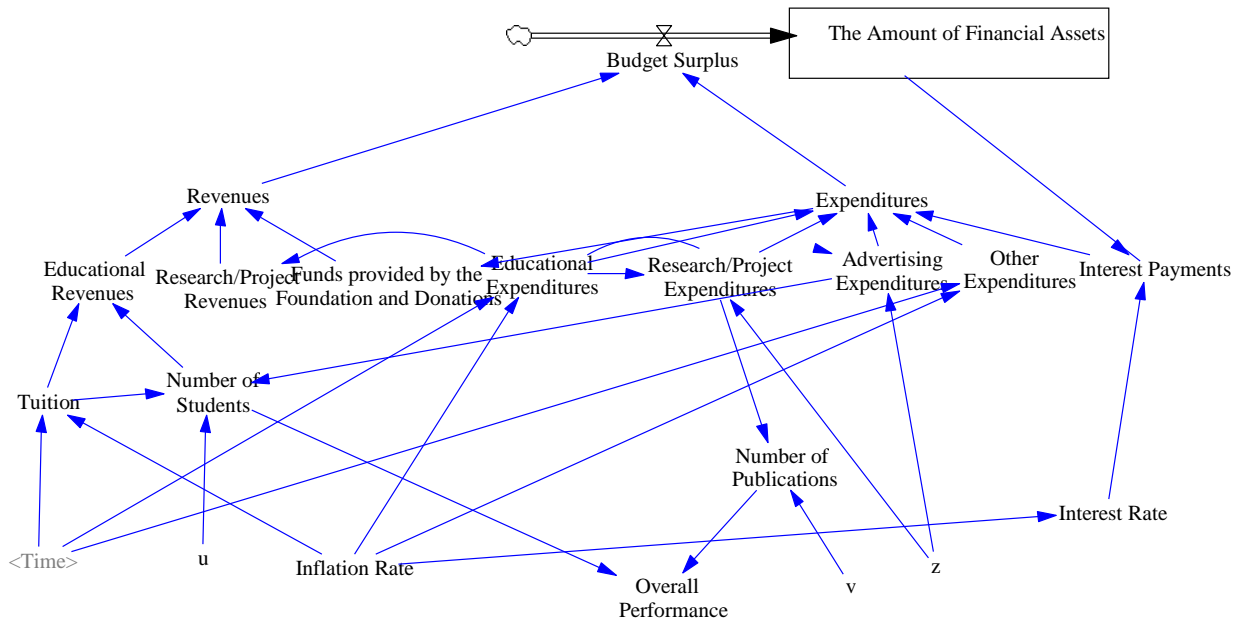 The Amount of Financial Assets
Budget Surplus
Revenues
Expenditures
Educational
Revenues
Research/Project
Revenues
Funds provided by the
Foundation and Donations
Educational
Expenditures
Research/Project
Expenditures
Advertising
Expenditures
Other
Expenditures
Interest Payments
Tuition
Number of
Students
Number of
Publications
Interest Rate
<Time>
u
Inflation Rate
Overall
Performance
v
z